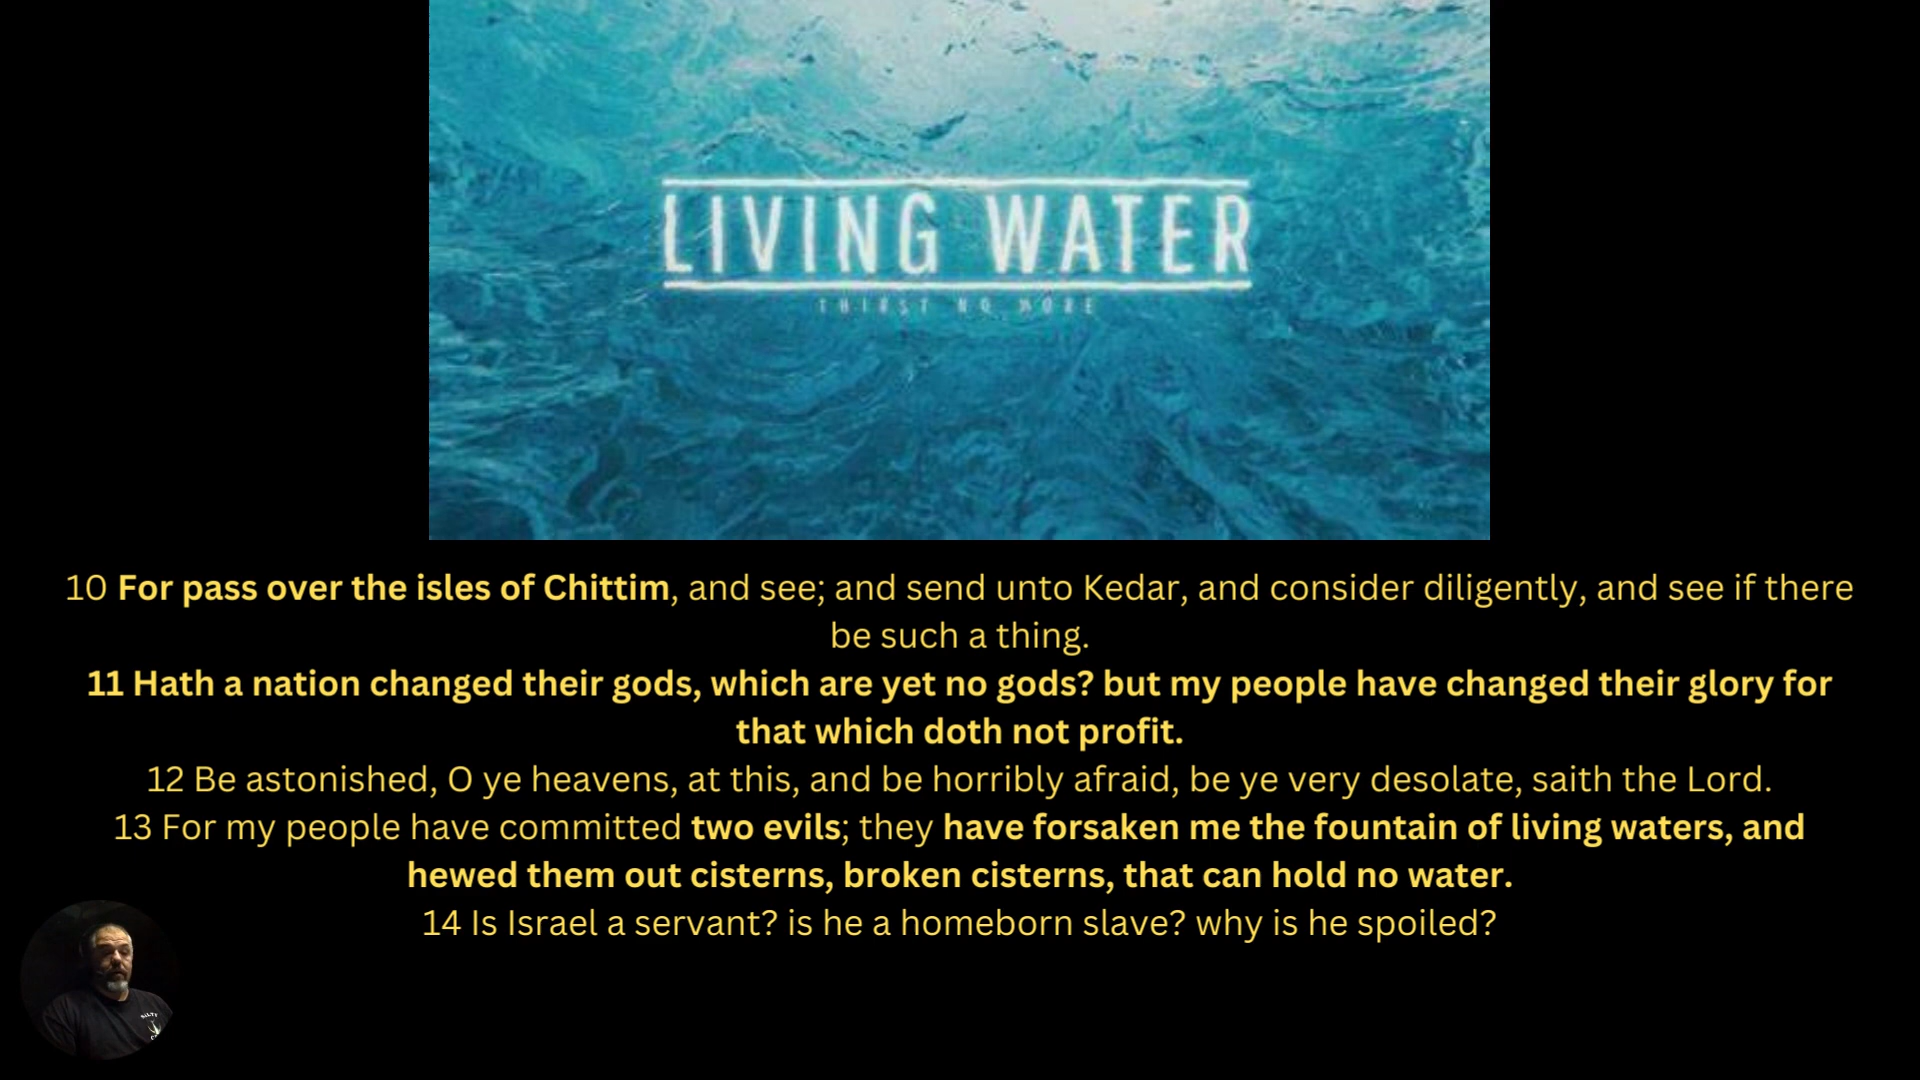 LIVING WATER
THIRST NO MORE
10 For pass over the isles of Chittim, and see; and send unto Kedar, and consider diligently, and see if there
be such a thing.
11 Hath a nation changed their gods, which are yet no gods? but my people have changed their glory for
that which doth not profit.
12 Be astonished, O ye heavens, at this, and be horribly afraid, be ye very desolate, saith the Lord.
13 For my people have committed two evils; they have forsaken me the fountain of living waters, and
hewed them out cisterns, broken cisterns, that can hold no water.
14 Is Israel a servant? is he a homeborn slave? why is he spoiled?
SALTY